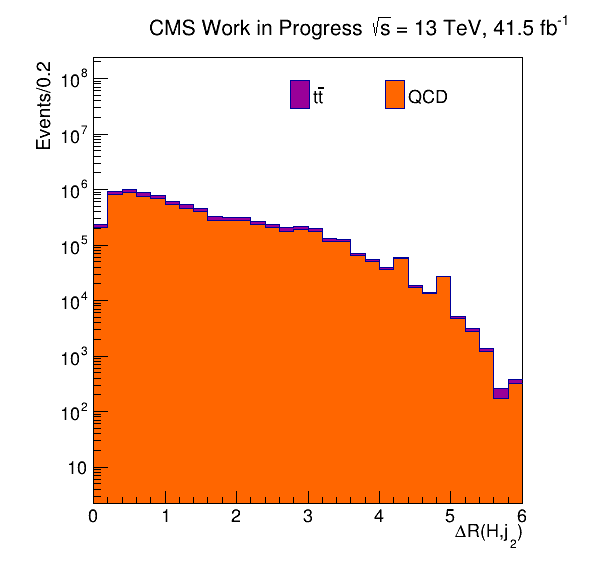 CMS Work in Progress √s = 13 TeV, 41.5 fb⁻¹
Events/0.2
tt̄
QCD
10⁸
10⁷
10⁶
10⁵
10⁴
10³
10²
10
0 1 2 3 4 5 6
ΔR(H,j₂)